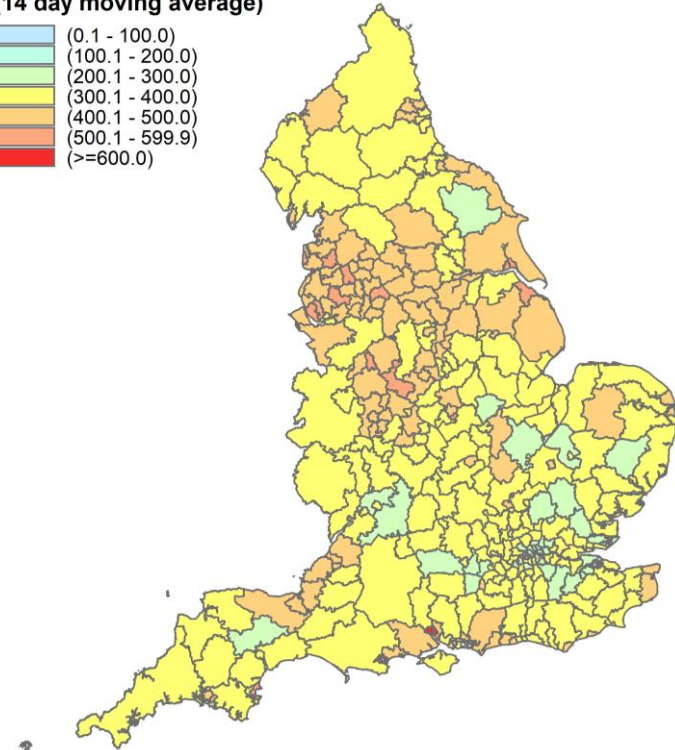 (14 day moving average)
(0.1 - 100.0)
(100.1 - 200.0)
(200.1 - 300.0)
(300.1 - 400.0)
(400.1 - 500.0)
(500.1 - 599.9)
(>=600.0)